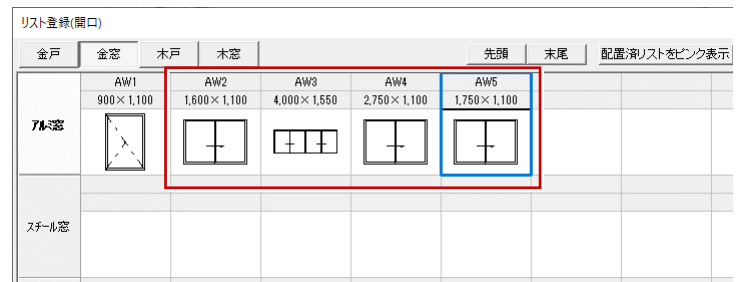 リスト登録(開口)
金戸 金窓 木戸 木窓 先頭 末尾 配置済リストをピンク表示
AW1 AW2 AW3 AW4 AW5
900×1,100 1,600×1,100 4,000×1,550 2,750×1,100 1,750×1,100
アルミ窓
スチール窓